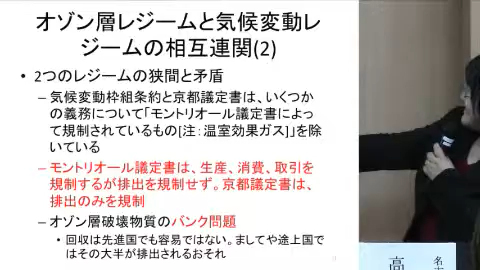 オゾン層レジームと気候変動レ
ジームの相互連関(2)
• 2つのレジームの狭間と矛盾
– 気候変動枠組条約と京都議定書は、いくつか
の義務について「モントリオール議定書によっ
て規制されているもの[注：温室効果ガス]」を除
いている
– モントリオール議定書は、生産、消費、取引を
規制するが排出を規制せず。京都議定書は、
排出のみを規制
– オゾン層破壊物質のバンク問題
• 回収は先進国でも容易ではない。ましてや途上国で
はその大半が排出されるおそれ
名
高